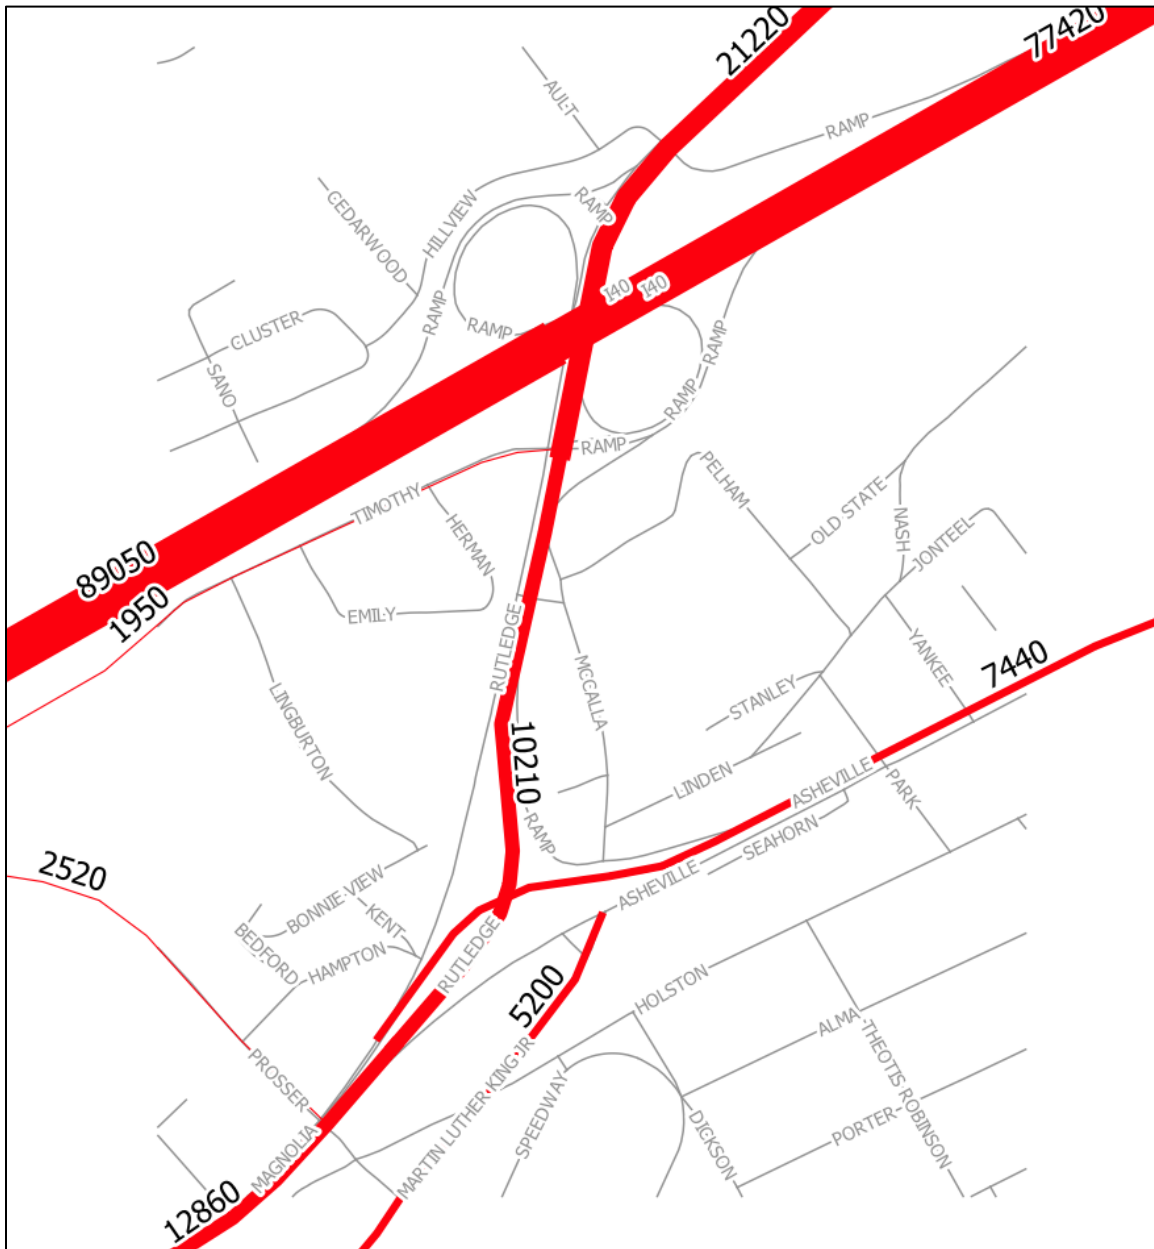 21220
77420
AULT
RAMP
CEDARWOOD
HILLVIEW
RAMP
I40
I40
RAMP
RAMP
CLUSTER
RAMP
SANO
RAMP
RAMP
PELHAM
TIMOTHY
OLD STATE
NASH
HERMAN
JONTEEL
89050
1950
EMILY
RUTLEDGE
YANKEE
7440
MCCALLA
STANLEY
LINGBURTON
10210
LINDEN
ASHEVILLE
PARK
RAMP
SEAHORN
2520
ASHEVILLE
BONNIE VIEW
KENT
BEDFORD
HAMPTON
RUTLEDGE
5200
HOLSTON
ALMA
THEOTIS ROBINSON
PROSSER
MARTIN LUTHER KING JR
SPEEDWAY
DICKSON
PORTER
MAGNOLIA
12860